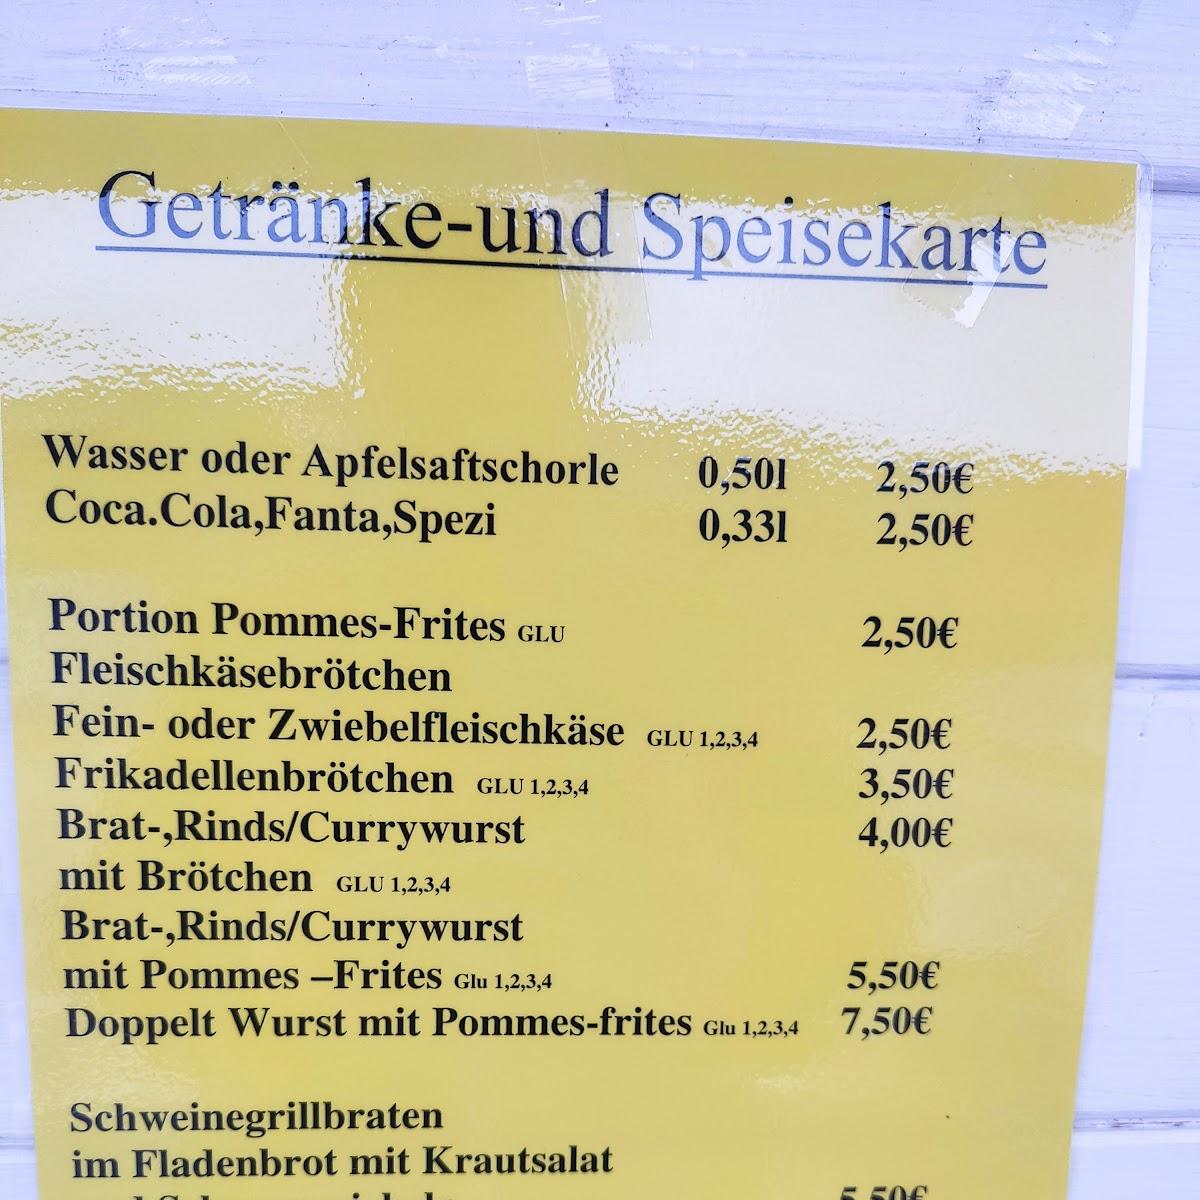 Getränke-und Speisekarte
Wasser oder Apfelsaftschorle 0,50l 2,50€
Coca.Cola,Fanta,Spezi 0,33l 2,50€
Portion Pommes-Frites GLU 2,50€
Fleischkäsebrötchen
Fein- oder Zwiebelfleischkäse GLU 1,2,3,4 2,50€
Frikadellenbrötchen GLU 1,2,3,4 3,50€
Brat-,Rinds/Currywurst 4,00€
mit Brötchen GLU 1,2,3,4
Brat-,Rinds/Currywurst
mit Pommes –Frites Glu 1,2,3,4 5,50€
Doppelt Wurst mit Pommes-frites Glu 1,2,3,4 7,50€
Schweinegrillbraten
im Fladenbrot mit Krautsalat
5,50€